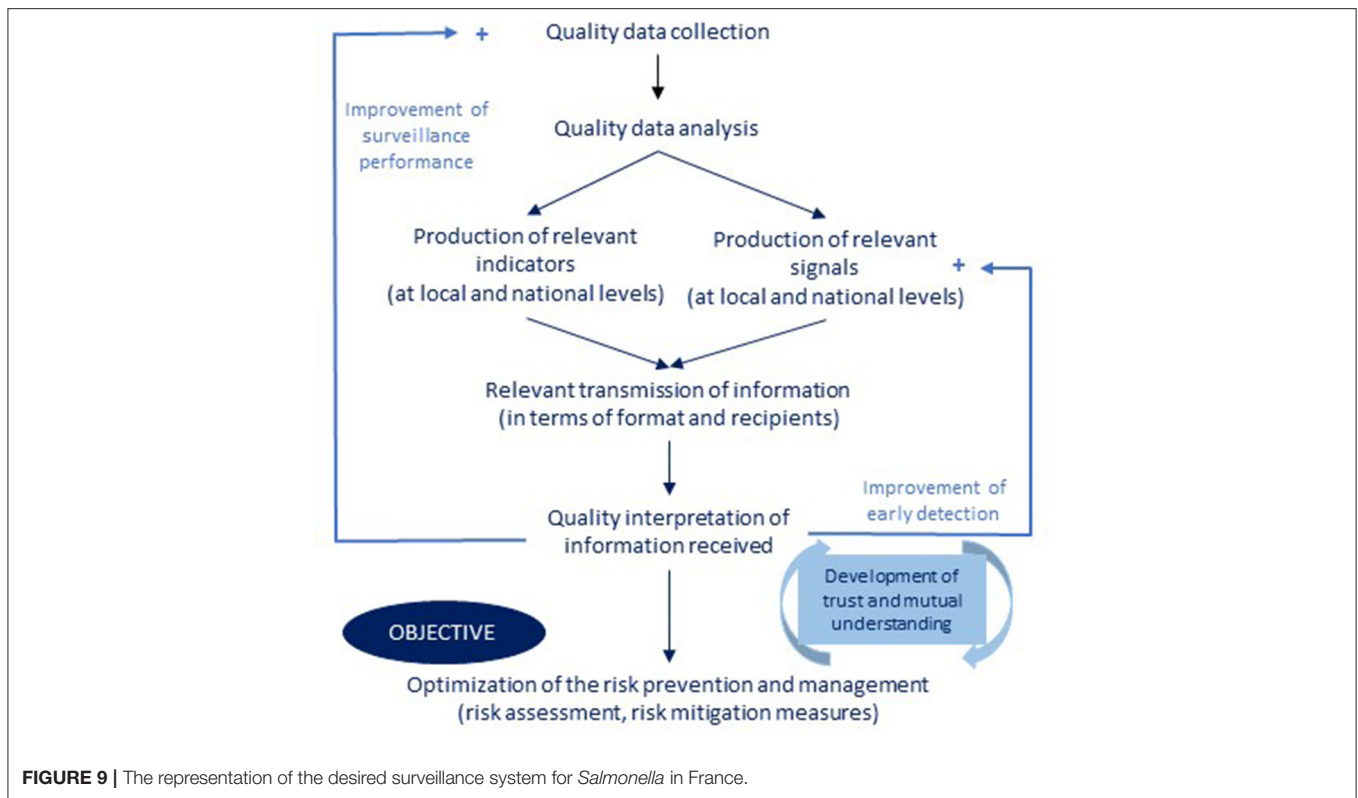 + Quality data collection
Improvement of
surveillance
performance
Quality data analysis
Production of relevant
indicators
(at local and national levels)
Production of relevant
signals +
(at local and national levels)
Relevant transmission of information
(in terms of format and recipients)
Improvement of
early detection
Quality interpretation of
information received
Development of
trust and mutual
understanding
OBJECTIVE
Optimization of the risk prevention and management
(risk assessment, risk mitigation measures)
FIGURE 9 | The representation of the desired surveillance system for Salmonella in France.